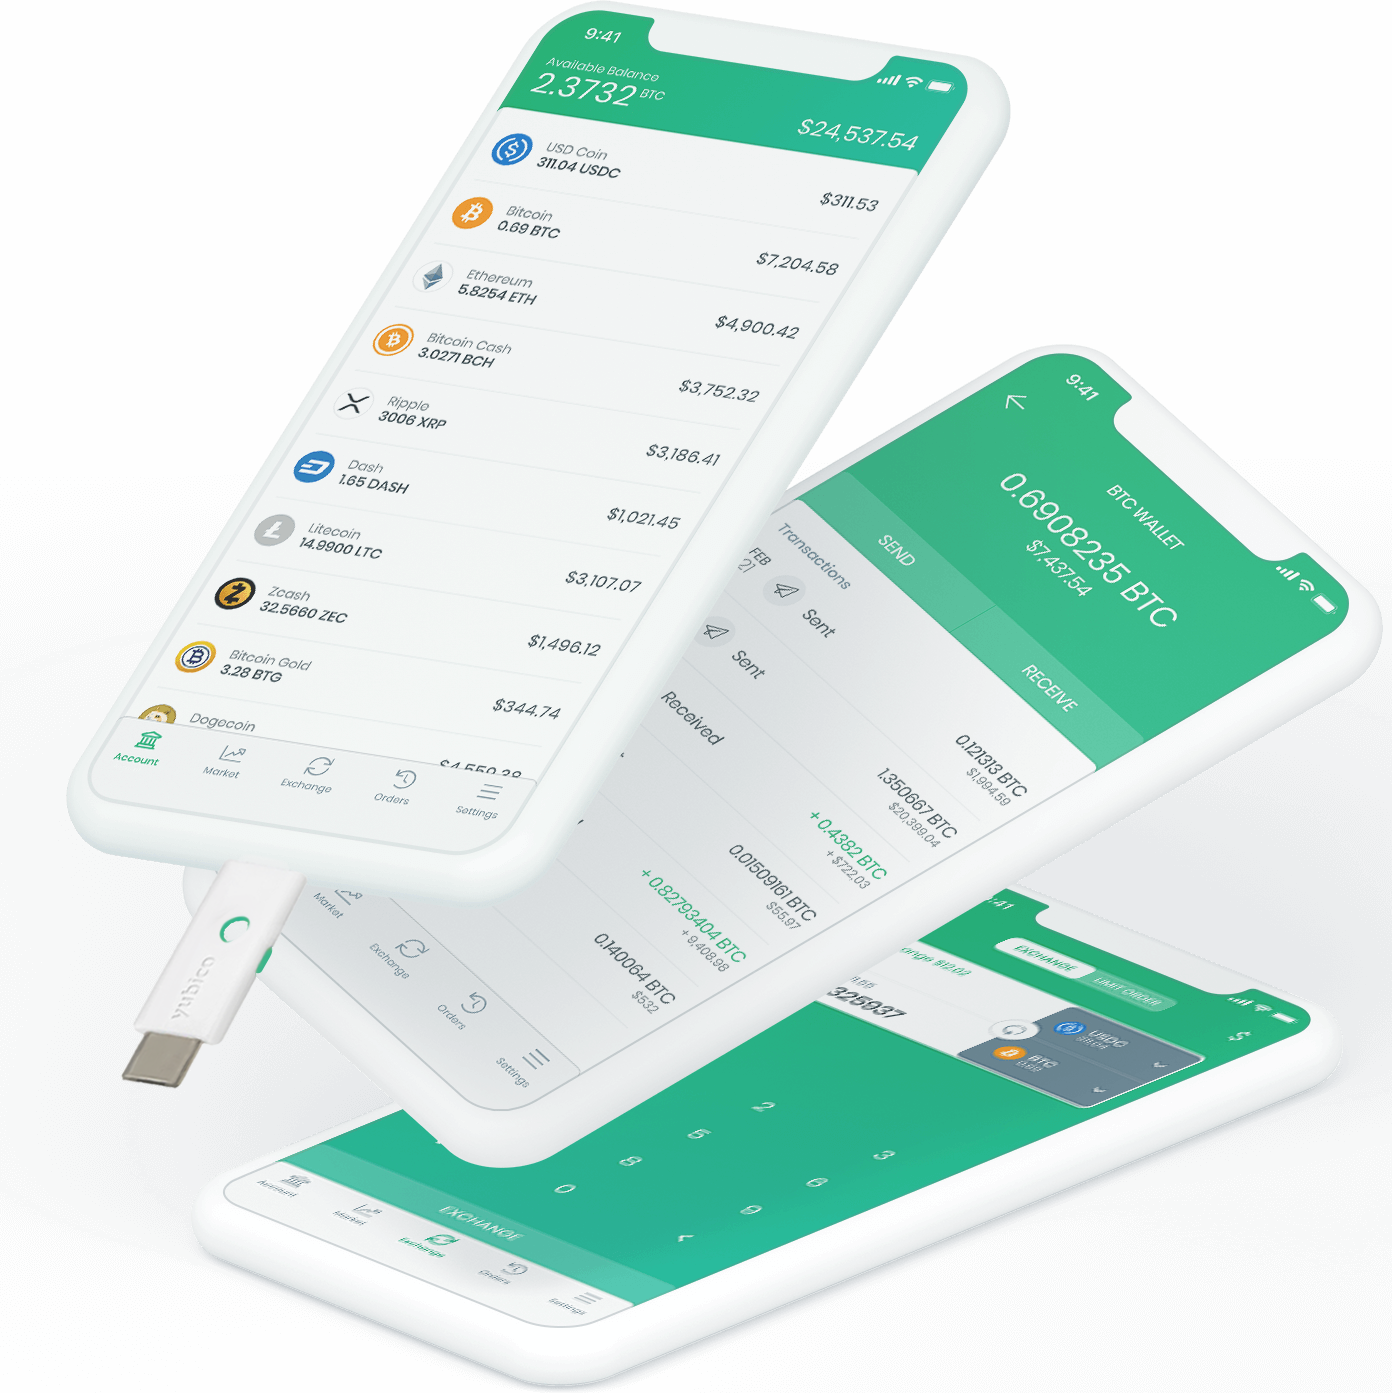 9:41
Available Balance
2.3732 BTC
$24,537.54
USD Coin
311.04 USDC
$311.53
Bitcoin
0.69 BTC
$7,204.58
Ethereum
5.8254 ETH
$4,900.42
Bitcoin Cash
3.0271 BCH
$3,752.32
Ripple
3006 XRP
$3,186.41
Dash
1.65 DASH
$1,021.45
Litecoin
14.9900 LTC
$3,107.07
Zcash
32.5660 ZEC
$1,496.12
Bitcoin Gold
3.28 BTG
$344.74
Dogecoin
Account
Market
Exchange
Orders
Settings
yubico
9:41
BTC WALLET
0.6908235 BTC
$7,437.54
SEND
RECEIVE
Transactions
FEB
21
Sent
0.121313 BTC
$1,994.59
Sent
1.350667 BTC
$20,399.04
Received
+ 0.4382 BTC
+ $722.03
0.01509161 BTC
$55.97
+ 0.82793404 BTC
+ 9,408.98
0.140064 BTC
$532
Market
Exchange
Orders
Settings
:41
EXCHANGE
LIMIT ORDER
$12.02
325937
$
USDC
BTC
2
3
5
6
8
9
0
EXCHANGE
Account
Market
Exchange
Orders
Settings